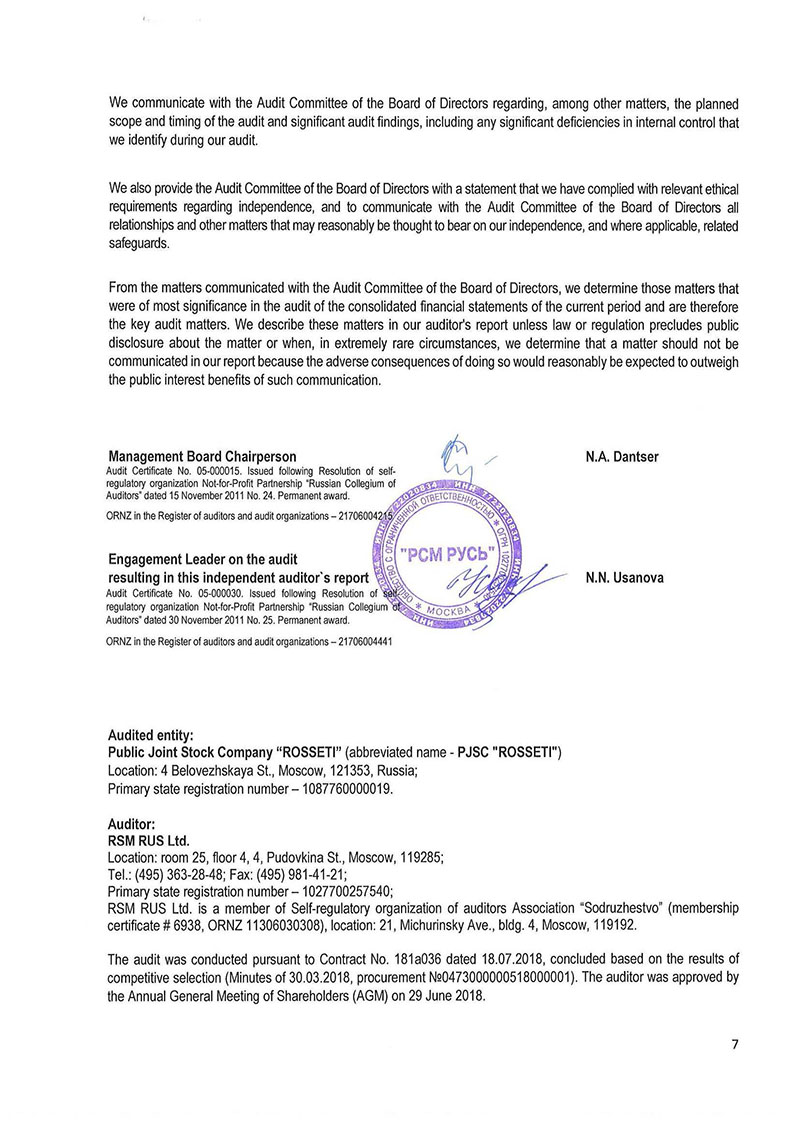 We communicate with the Audit Committee of the Board of Directors regarding, among other matters, the planned
scope and timing of the audit and significant audit findings, including any significant deficiencies in internal control that
we identify during our audit.
We also provide the Audit Committee of the Board of Directors with a statement that we have complied with relevant ethical
requirements regarding independence, and to communicate with the Audit Committee of the Board of Directors all
relationships and other matters that may reasonably be thought to bear on our independence, and where applicable, related
safeguards.
From the matters communicated with the Audit Committee of the Board of Directors, we determine those matters that
were of most significance in the audit of the consolidated financial statements of the current period and are therefore
the key audit matters. We describe these matters in our auditor's report unless law or regulation precludes public
disclosure about the matter or when, in extremely rare circumstances, we determine that a matter should not be
communicated in our report because the adverse consequences of doing so would reasonably be expected to outweigh
the public interest benefits of such communication.
Management Board Chairperson
N.A. Dantser
Audit Certificate No. 05-000015. Issued following Resolution of self-
regulatory organization Not-for-Profit Partnership "Russian Collegium of
Auditors" dated 15 November 2011 No. 24. Permanent award.
ORNZ in the Register of auditors and audit organizations – 21706004215
ОБЩЕСТВО С ОГРАНИЧЕННОЙ ОТВЕТСТВЕННОСТЬЮ
"РСМ РУСЬ"
* МОСКВА *
Engagement Leader on the audit
resulting in this independent auditor`s report
N.N. Usanova
Audit Certificate No. 05-000030. Issued following Resolution of self-
regulatory organization Not-for-Profit Partnership "Russian Collegium of
Auditors" dated 30 November 2011 No. 25. Permanent award.
ORNZ in the Register of auditors and audit organizations – 21706004441
Audited entity:
Public Joint Stock Company “ROSSETI” (abbreviated name - PJSC "ROSSETI")
Location: 4 Belovezhskaya St., Moscow, 121353, Russia;
Primary state registration number – 1087760000019.
Auditor:
RSM RUS Ltd.
Location: room 25, floor 4, 4, Pudovkina St., Moscow, 119285;
Tel.: (495) 363-28-48; Fax: (495) 981-41-21;
Primary state registration number – 1027700257540;
RSM RUS Ltd. is a member of Self-regulatory organization of auditors Association “Sodruzhestvo” (membership
certificate # 6938, ORNZ 11306030308), location: 21, Michurinsky Ave., bldg. 4, Moscow, 119192.
The audit was conducted pursuant to Contract No. 181a036 dated 18.07.2018, concluded based on the results of
competitive selection (Minutes of 30.03.2018, procurement №0473000000518000001). The auditor was approved by
the Annual General Meeting of Shareholders (AGM) on 29 June 2018.
7